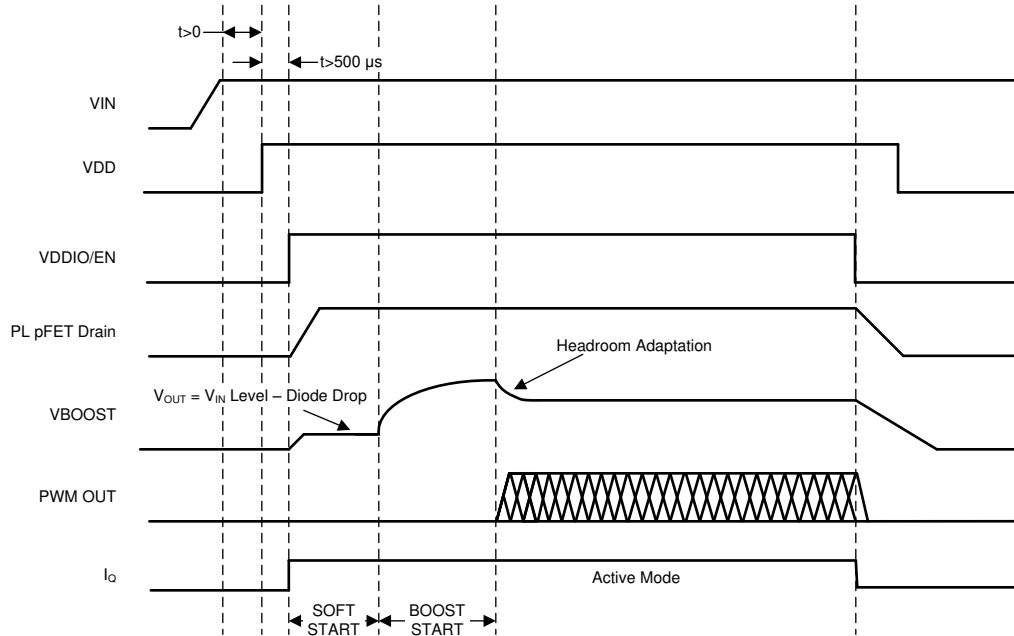 t>0
t>500 µs
VIN
VDD
VDDIO/EN
PL pFET Drain
Headroom Adaptation
VOUT = VIN Level – Diode Drop
VBOOST
PWM OUT
IQ
Active Mode
SOFT
START
BOOST
START